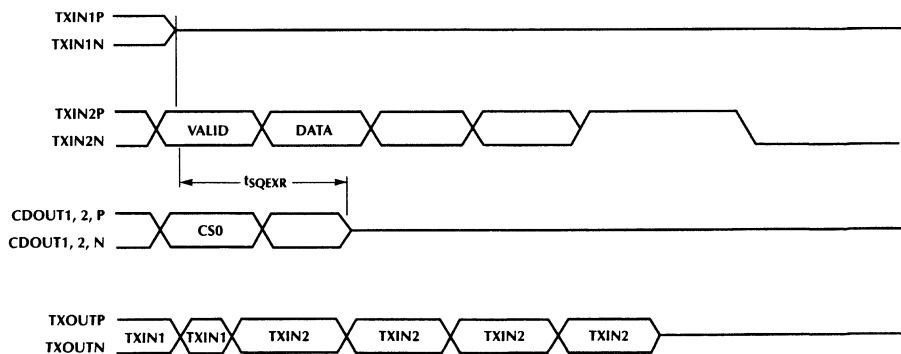 TXIN1P
TXIN1N
TXIN2P
TXIN2N
VALID DATA
tSQEXR
CDOUT1, 2, P
CDOUT1, 2, N
CS0
TXOUTP
TXOUTN
TXIN1 TXIN1 TXIN2 TXIN2 TXIN2 TXIN2